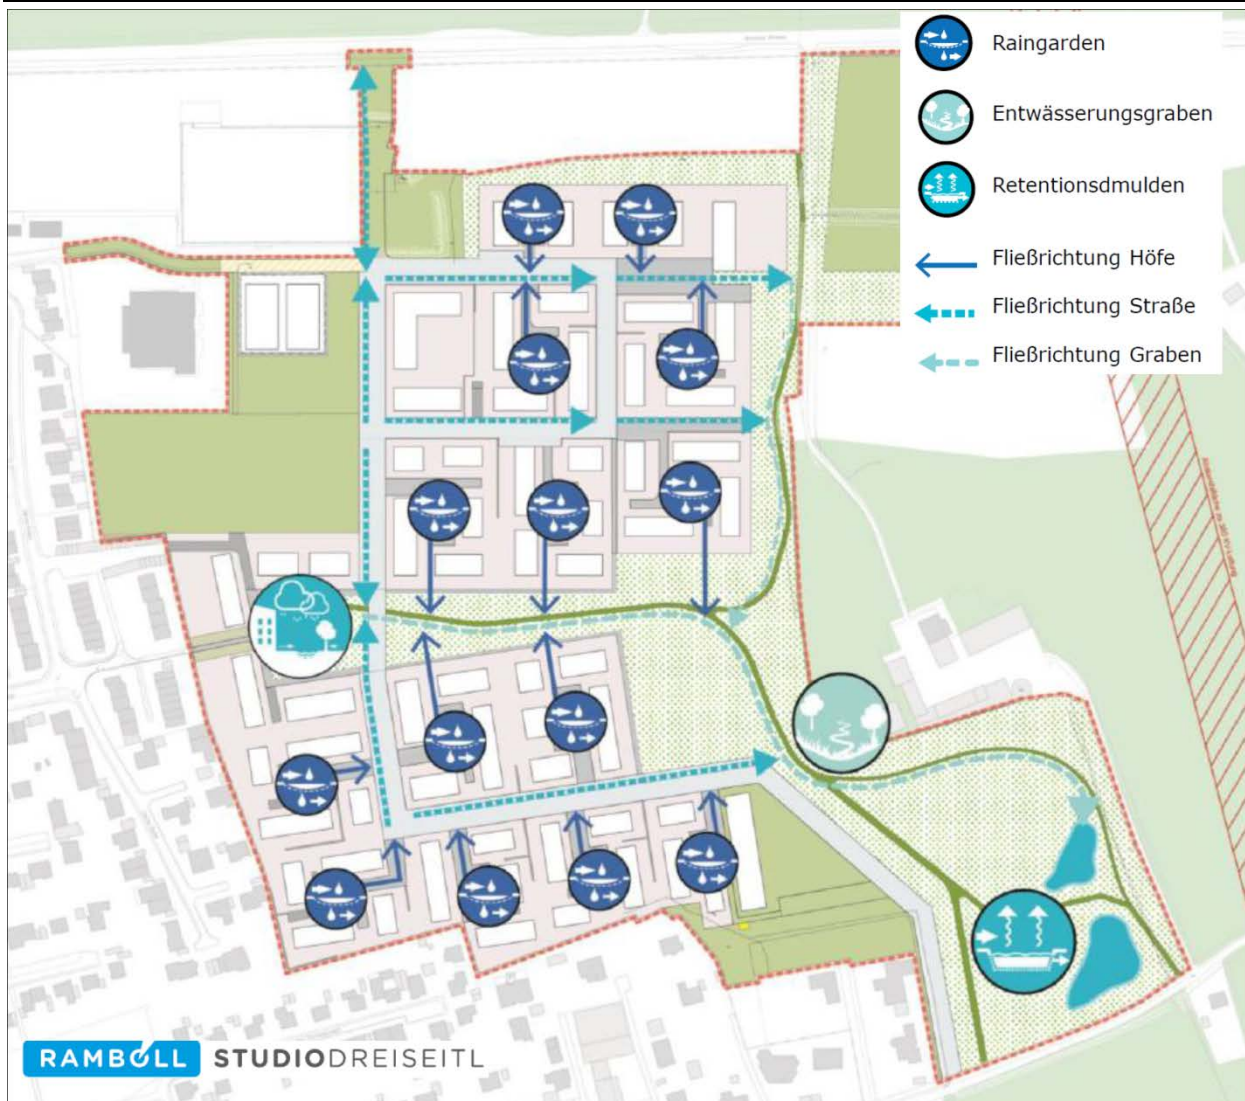 Raingarden
Entwässerungsgraben
Retentionsdmulden
Fließrichtung Höfe
Fließrichtung Straße
Fließrichtung Graben
RAMBOLL STUDIODREISEITL